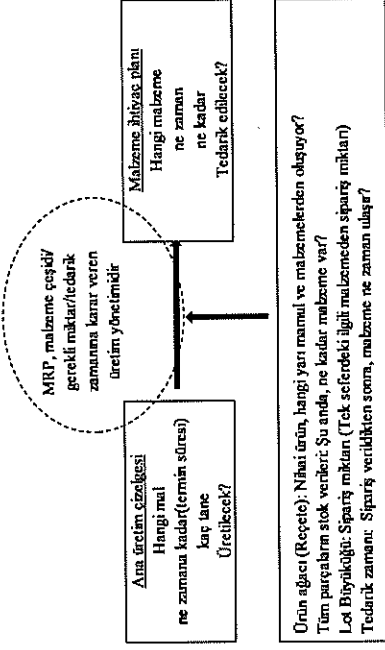 MRP, malzeme çeşidi/
gerekli miktar/tedarik
zamanına karar veren
üretim yönetimidir
Ana üretim çizelgesi
Hangi mal
ne zamana kadar(termin süresi)
kaç tane
Üretilecek?
Malzeme ihtiyaç planı
Hangi malzeme
ne zaman
ne kadar
Tedarik edilecek?
Ürün ağacı (Reçete): Nihai ürün, hangi yarı mamul ve malzemelerden oluşuyor?
Tüm parçaların stok verileri: Şu anda, ne kadar malzeme var?
Lot Büyüklüğü: Sipariş miktarı (Tek seferdeki ilgili malzemeden sipariş miktarı)
Tedarik zamanı: Sipariş verildikten sonra, malzeme ne zaman ulaşır?